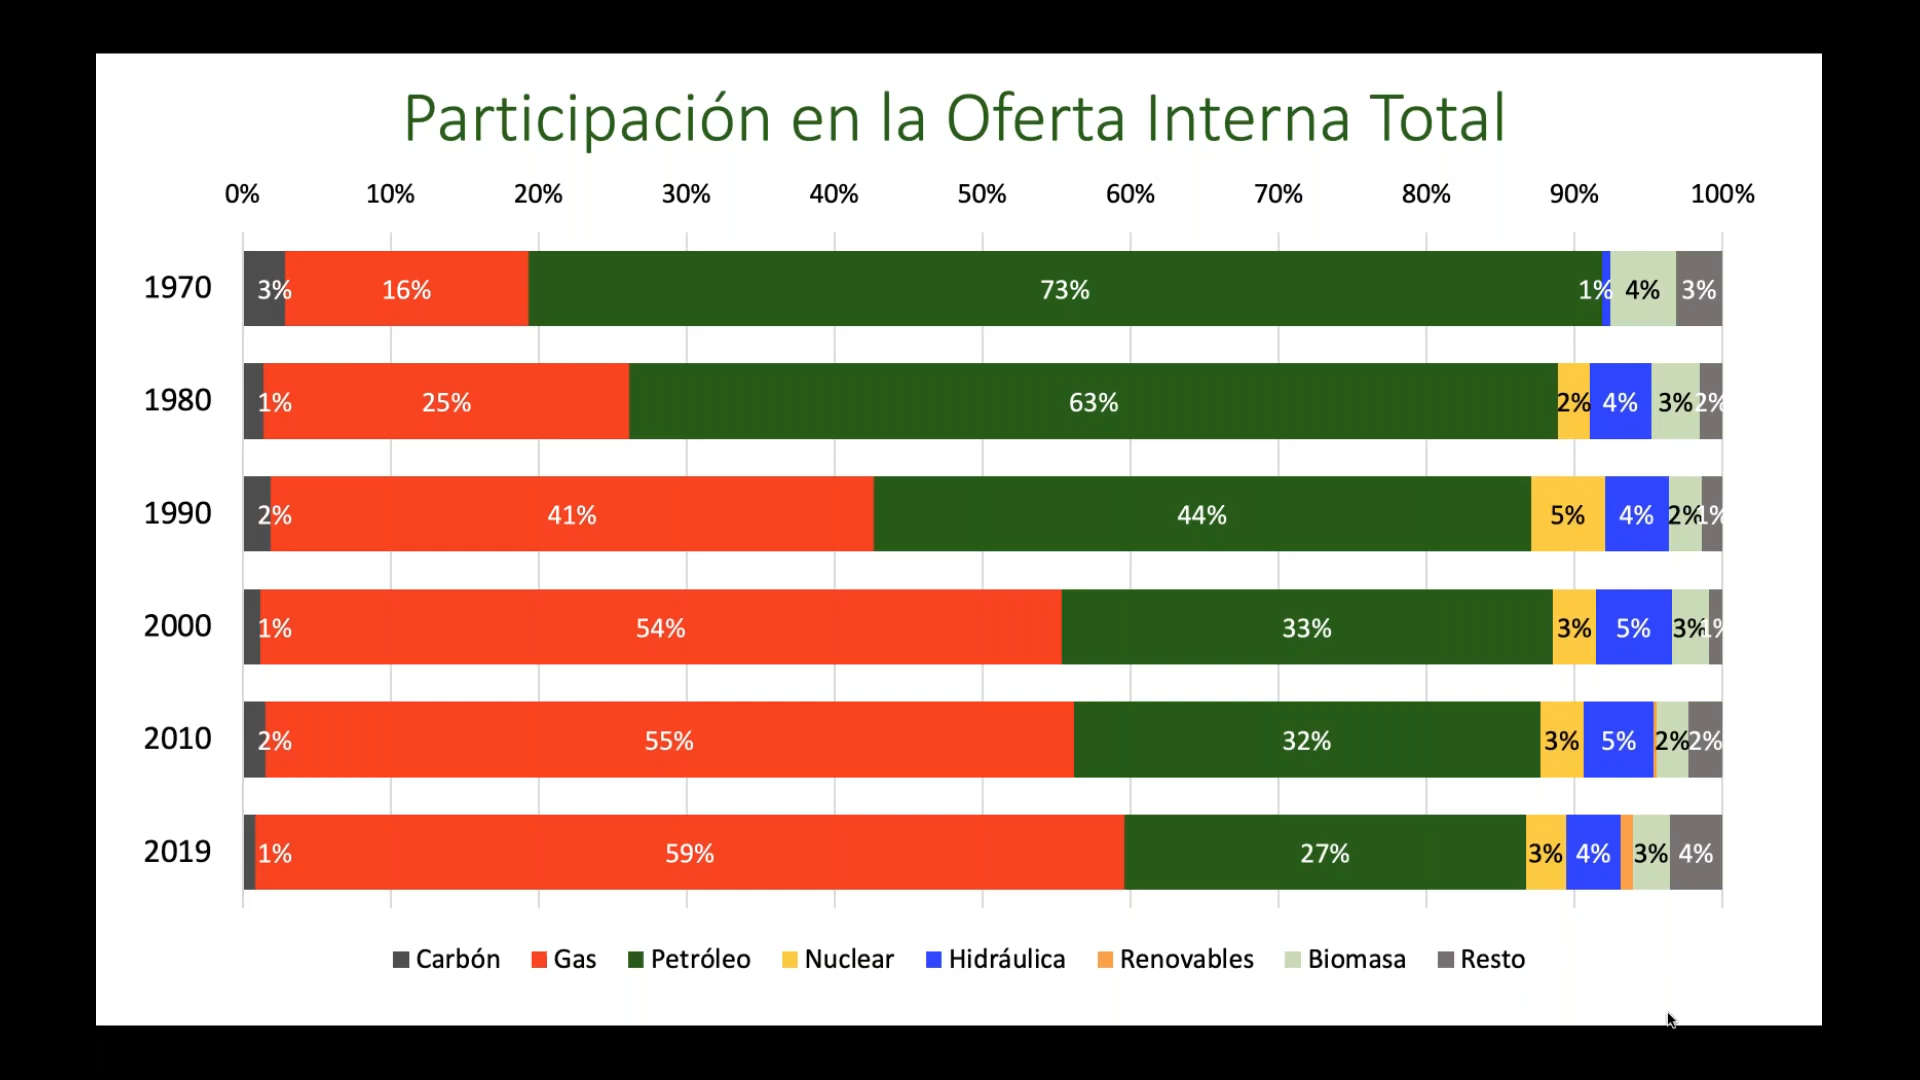 Participación en la Oferta Interna Total
0% 10% 20% 30% 40% 50% 60% 70% 80% 90% 100%
1970 3% 16% 73% 1% 4% 3%
1980 1% 25% 63% 2% 4% 3% 2%
1990 2% 41% 44% 5% 4% 2% 1%
2000 1% 54% 33% 3% 5% 3% 1%
2010 2% 55% 32% 3% 5% 2% 2%
2019 1% 59% 27% 3% 4% 3% 4%
Carbón Gas Petróleo Nuclear Hidráulica Renovables Biomasa Resto